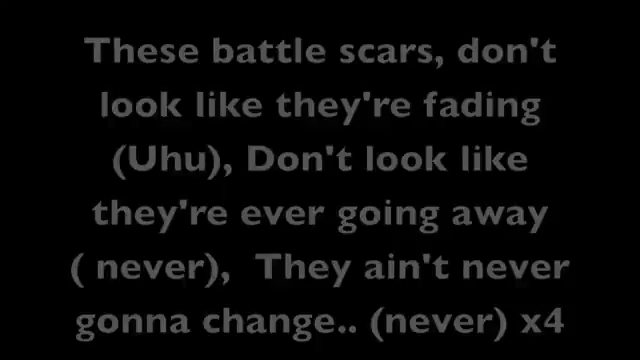 These battle scars, don't
look like they're fading
(Uhu), Don't look like
they're ever going away
( never),  They ain't never
gonna change.. (never) x4